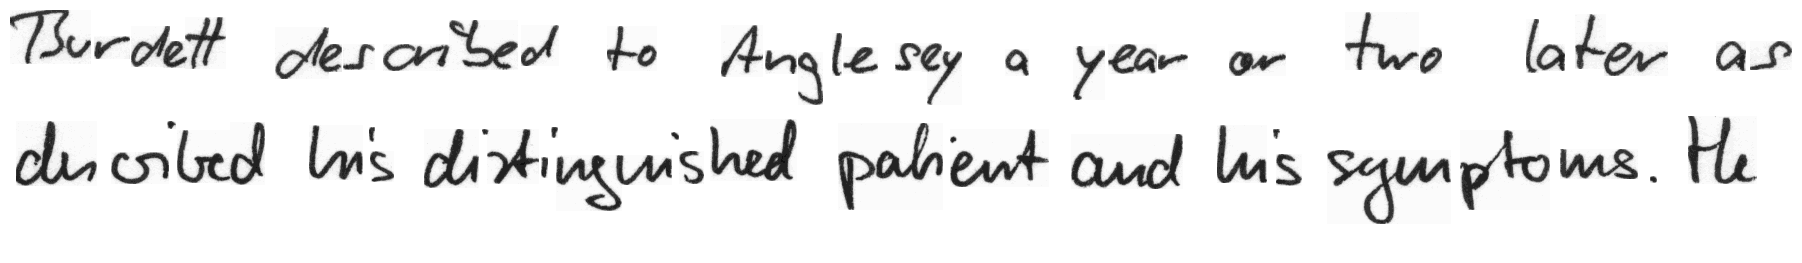 Burdett described to Anglesey a year or two later as
described his distinguished patient and his symptoms. He